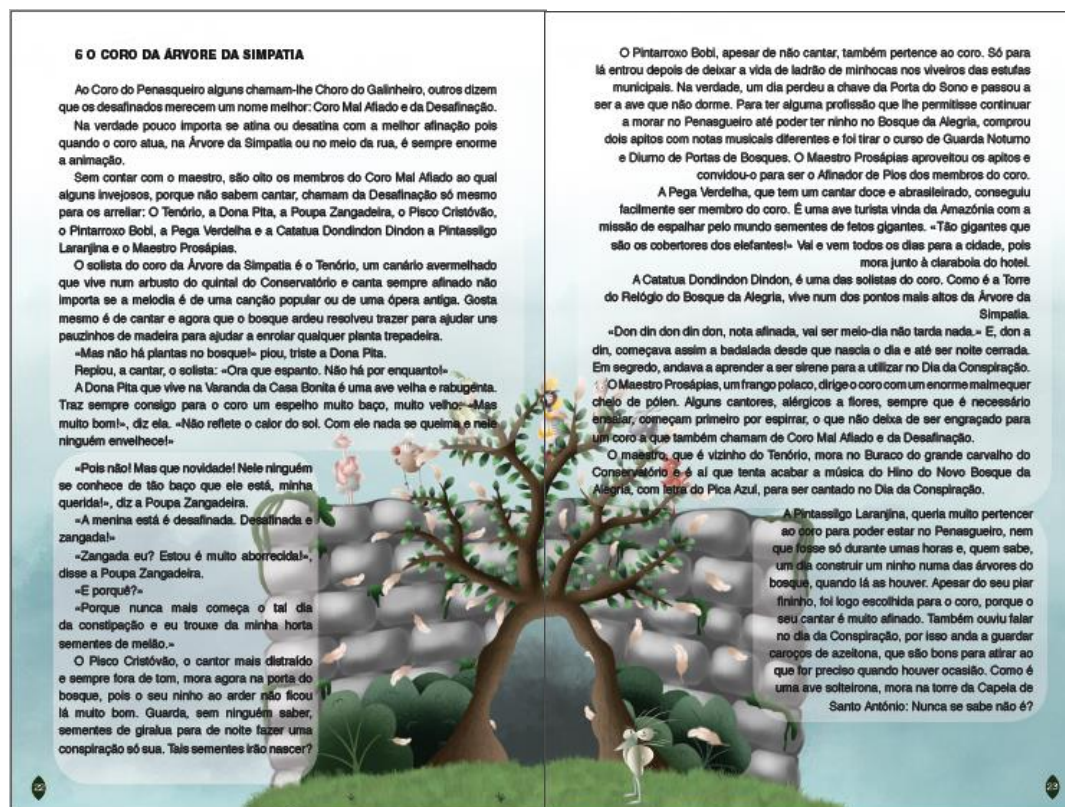 6 O CORO DA ÁRVORE DA SIMPATIA
Ao Coro do Penasqueiro alguns chamam-lhe Choro do Galinheiro, outros dizem
que os desafinados merecem um nome melhor: Coro Mal Afiado e da Desafinação.
Na verdade pouco importa se atina ou desatina com a melhor afinação pois
quando o coro atua, na Árvore da Simpatia ou no meio da rua, é sempre enorme
a animação.
Sem contar com o maestro, são oito os membros do Coro Mal Afiado ao qual
alguns invejosos, porque não sabem cantar, chamam da Desafinação só mesmo
para os arreliar: O Tenório, a Dona Pita, a Poupa Zangadeira, o Pisco Cristóvão,
o Pintarroxo Bobi, a Pega Verdelha e a Catatua Dondindon Dindon a Pintassilgo
Laranjina e o Maestro Prosápias.
O solista do coro da Árvore da Simpatia é o Tenório, um canário avermelhado
que vive num arbusto do quintal do Conservatório e canta sempre afinado não
importa se a melodia é de uma canção popular ou de uma ópera antiga. Gosta
mesmo é de cantar e agora que o bosque ardeu resolveu trazer para ajudar uns
pauzinhos de madeira para ajudar a enrolar qualquer planta trepadeira.
«Mas não há plantas no bosque!» piou, triste a Dona Pita.
Repiou, a cantar, o solista: «Ora que espanto. Não há por enquanto!»
A Dona Pita que vive na Varanda da Casa Bonita é uma ave velha e rabugenta.
Traz sempre consigo para o coro um espelho muito baço, muito velho. «Mas
muito bom!», diz ela. «Não reflete o calor do sol. Com ele nada se queima e nele
ninguém envelhece!»
«Pois não! Mas que novidade! Nele ninguém
se conhece de tão baço que ele está, minha
querida!», diz a Poupa Zangadeira.
«A menina está é desafinada. Desafinada e
zangada!»
«Zangada eu? Estou é muito aborrecida!»,
disse a Poupa Zangadeira.
«E porquê?»
«Porque nunca mais começa o tal dia
da constipação e eu trouxe da minha horta
sementes de melão.»
O Pisco Cristóvão, o cantor mais distraído
e sempre fora de tom, mora agora na porta do
bosque, pois o seu ninho ao arder não ficou
lá muito bom. Guarda, sem ninguém saber,
sementes de giralua para de noite fazer uma
conspiração só sua. Tais sementes irão nascer?
22
O Pintarroxo Bobi, apesar de não cantar, também pertence ao coro. Só para
lá entrou depois de deixar a vida de ladrão de minhocas nos viveiros das estufas
municipais. Na verdade, um dia perdeu a chave da Porta do Sono e passou a
ser a ave que não dorme. Para ter alguma profissão que lhe permitisse continuar
a morar no Penasgueiro até poder ter ninho no Bosque da Alegria, comprou
dois apitos com notas musicais diferentes e foi tirar o curso de Guarda Noturno
e Diurno de Portas de Bosques. O Maestro Prosápias aproveitou os apitos e
convidou-o para ser o Afinador de Pios dos membros do coro.
A Pega Verdelha, que tem um cantar doce e abrasileirado, conseguiu
facilmente ser membro do coro. É uma ave turista vinda da Amazónia com a
missão de espalhar pelo mundo sementes de fetos gigantes. «Tão gigantes que
são os cobertores dos elefantes!» Vai e vem todos os dias para a cidade, pois
mora junto à claraboia do hotel.
A Catatua Dondindon Dindon, é uma das solistas do coro. Como é a Torre
do Relógio do Bosque da Alegria, vive num dos pontos mais altos da Árvore da
Simpatia.
«Don din don din don, nota afinada, vai ser meio-dia não tarda nada.» E, don a
din, começava assim a badalada desde que nascia o dia e até ser noite cerrada.
Em segredo, andava a aprender a ser sirene para a utilizar no Dia da Conspiração.
O Maestro Prosápias, um frango polaco, dirige o coro com um enorme malmequer
cheio de pólen. Alguns cantores, alérgicos a flores, sempre que é necessário
ensaiar, começam primeiro por espirrar, o que não deixa de ser engraçado para
um coro a que também chamam de Coro Mal Afiado e da Desafinação.
O maestro, que é vizinho do Tenório, mora no Buraco do grande carvalho do
Conservatório e é aí que tenta acabar a música do Hino do Novo Bosque da
Alegria, com letra do Pica Azul, para ser cantado no Dia da Conspiração.
A Pintassilgo Laranjina, queria muito pertencer
ao coro para poder estar no Penasgueiro, nem
que fosse só durante umas horas e, quem sabe,
um dia construir um ninho numa das árvores do
bosque, quando lá as houver. Apesar do seu piar
fininho, foi logo escolhida para o coro, porque o
seu cantar é muito afinado. Também ouviu falar
no dia da Conspiração, por isso anda a guardar
caroços de azeitona, que são bons para atirar ao
que for preciso quando houver ocasião. Como é
uma ave solteirona, mora na torre da Capela de
Santo António: Nunca se sabe não é?
23